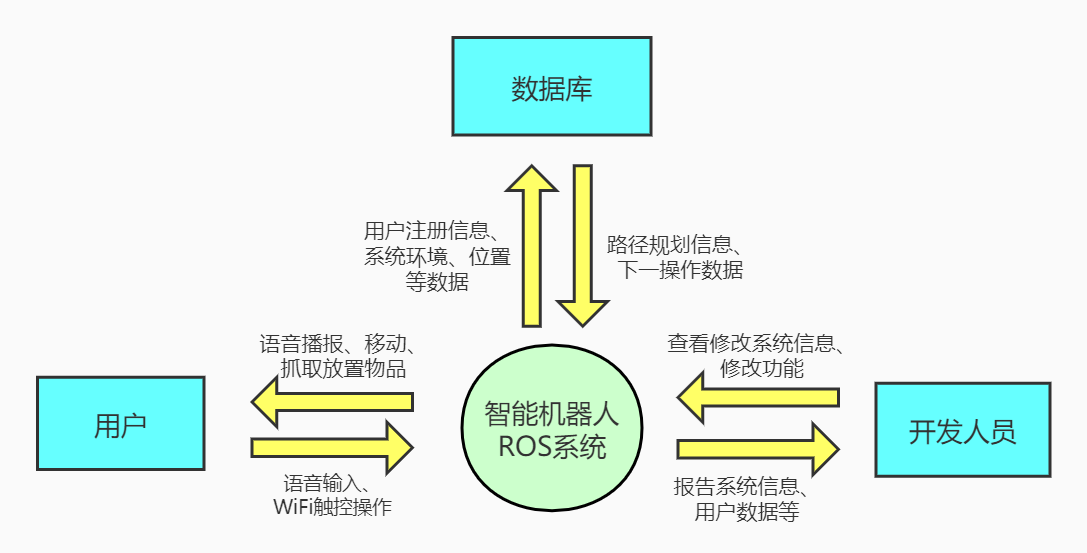 数据库
用户注册信息、
系统环境、位置
等数据
路径规划信息、
下一操作数据
语音播报、移动、
抓取放置物品
查看修改系统信息、
修改功能
用户
智能机器人
ROS系统
开发人员
语音输入、
WiFi触控操作
报告系统信息、
用户数据等